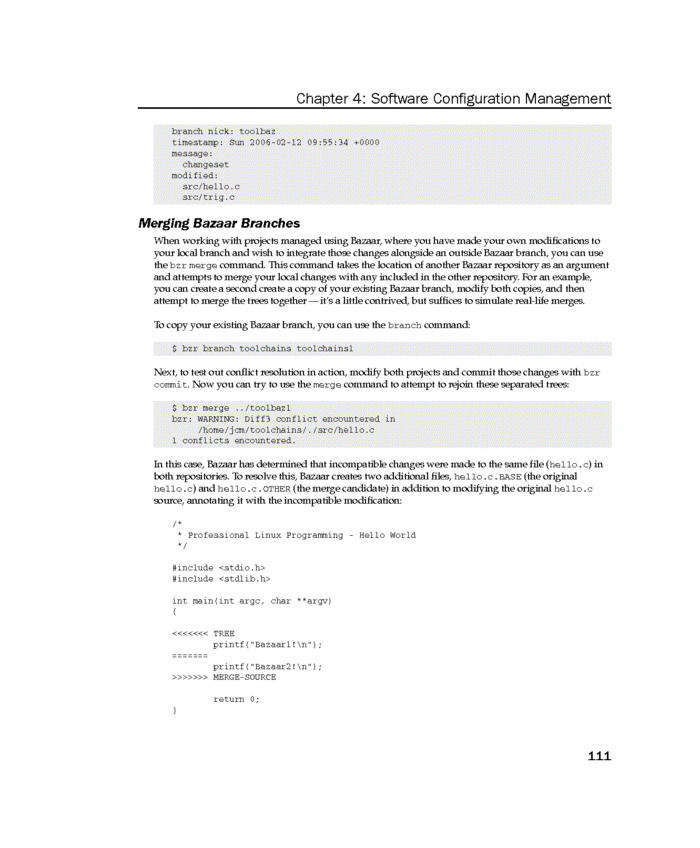 Chapter 4: Software Configuration Management
branch nick: toolbaz
timestamp: Sun 2006-02-12 09:55:34 +0000
message:
  changeset
modified:
  src/hello.c
  src/trig.c
Merging Bazaar Branches
When working with projects managed using Bazaar, where you have made your own modifications to
your local branch and wish to integrate those changes alongside an outside Bazaar branch, you can use
the bzr merge command. This command takes the location of another Bazaar repository as an argument
and attempts to merge your local changes with any included in the other repository. For an example,
you can create a second create a copy of your existing Bazaar branch, modify both copies, and then
attempt to merge the trees together — it's a little contrived, but suffices to simulate real-life merges.
To copy your existing Bazaar branch, you can use the branch command:
$ bzr branch toolchains toolchains1
Next, to test out conflict resolution in action, modify both projects and commit those changes with bzr
commit. Now you can try to use the merge command to attempt to rejoin these separated trees:
$ bzr merge ../toolbaz1
bzr: WARNING: Diff3 conflict encountered in
     /home/jcm/toolchains/./src/hello.c
1 conflicts encountered.
In this case, Bazaar has determined that incompatible changes were made to the same file (hello.c) in
both repositories. To resolve this, Bazaar creates two additional files, hello.c.BASE (the original
hello.c) and hello.c.OTHER (the merge candidate) in addition to modifying the original hello.c
source, annotating it with the incompatible modification:
/*
 * Professional Linux Programming - Hello World
 */
#include <stdio.h>
#include <stdlib.h>
int main(int argc, char **argv)
{
<<<<<<< TREE
        printf("Bazaar1!\n");
=======
        printf("Bazaar2!\n");
>>>>>>> MERGE-SOURCE
        return 0;
}
111